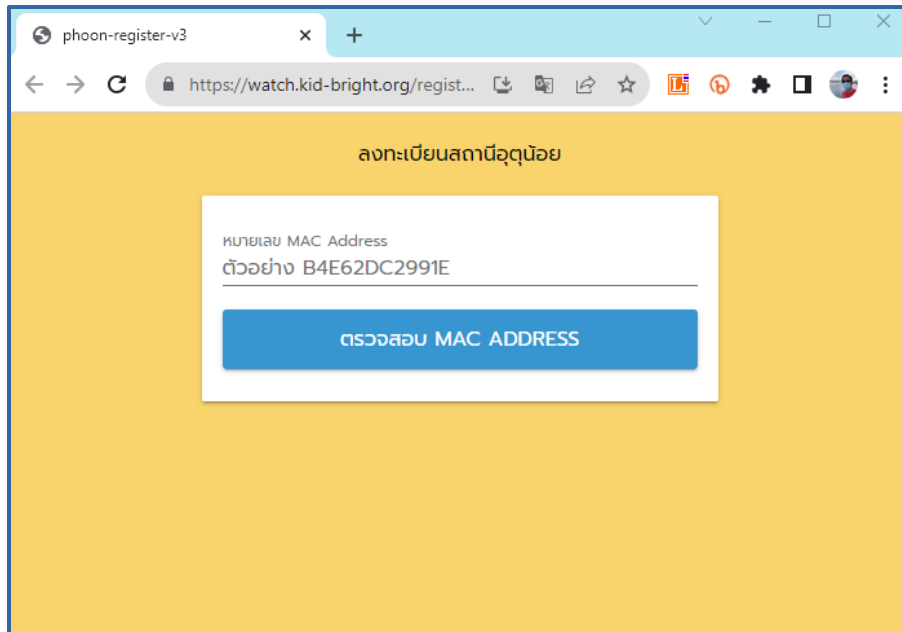 phoon-register-v3
https://watch.kid-bright.org/regist...
ลงทะเบียนสถานีอุตุน้อย
หมายเลข MAC Address
ตัวอย่าง B4E62DC2991E
ตรวจสอบ MAC ADDRESS